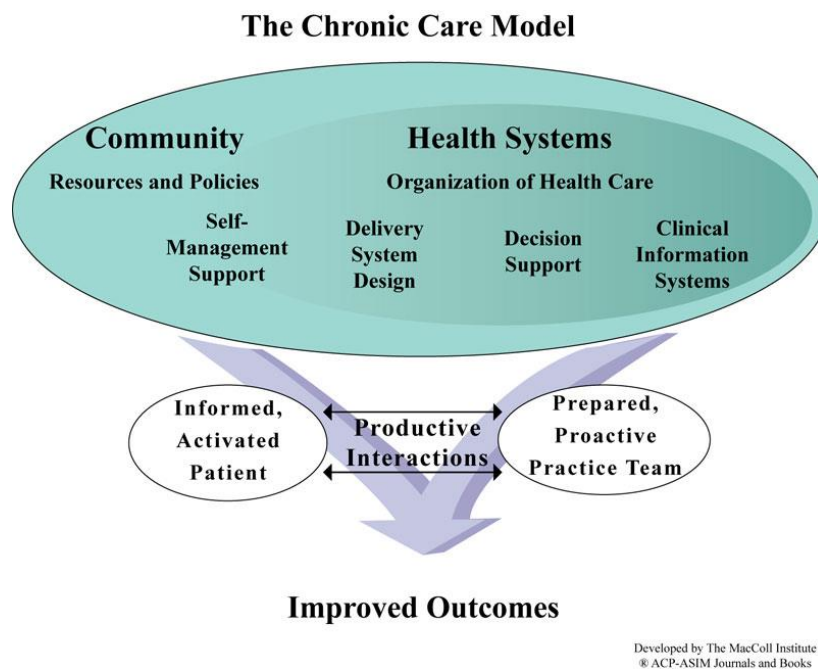 The Chronic Care Model
Community
Health Systems
Resources and Policies
Organization of Health Care
Self-
Management
Support
Delivery
System
Design
Decision
Support
Clinical
Information
Systems
Informed,
Activated
Patient
Productive
Interactions
Prepared,
Proactive
Practice Team
Improved Outcomes
Developed by The MacColl Institute
® ACP-ASIM Journals and Books